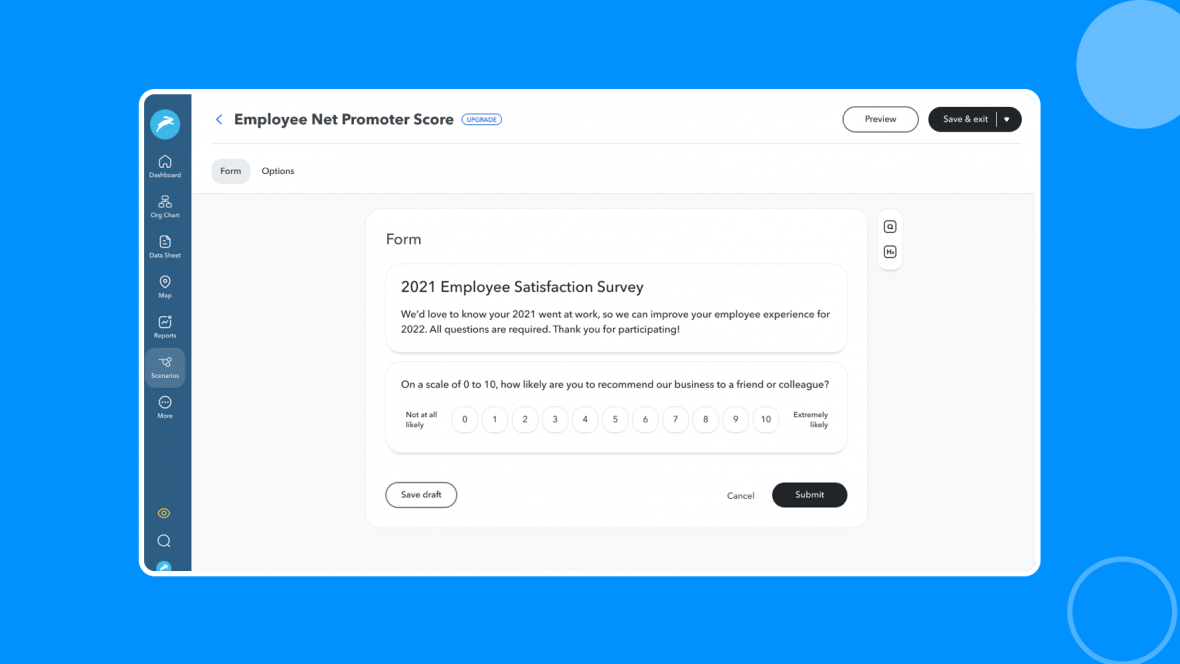 Employee Net Promoter Score
UPGRADE
Preview
Save & exit
Dashboard
Org Chart
Data Sheet
Map
Reports
Scenarios
More
Form
Options
Form
2021 Employee Satisfaction Survey
We'd love to know your 2021 went at work, so we can improve your employee experience for
2022. All questions are required. Thank you for participating!
On a scale of 0 to 10, how likely are you to recommend our business to a friend or colleague?
Not at all
likely
0 1 2 3 4 5 6 7 8 9 10
Extremely
likely
Save draft
Cancel
Submit
Q